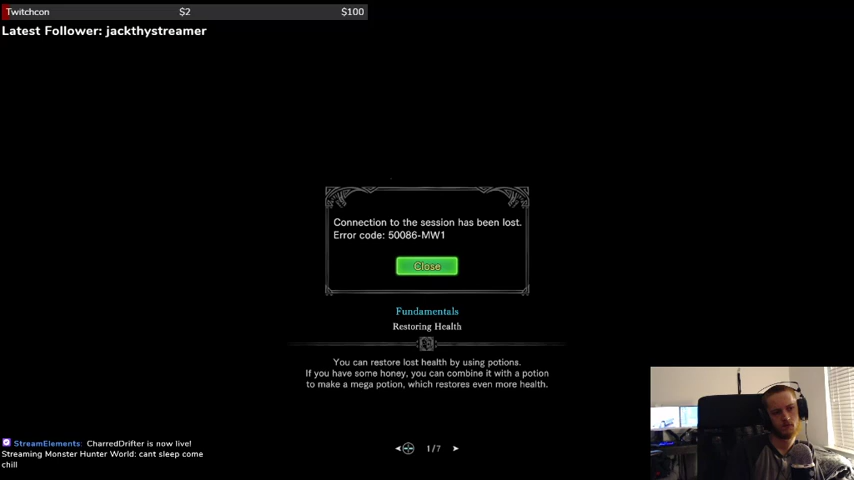 Twitchcon $2 $100
Latest Follower: jackthystreamer
Connection to the session has been lost.
Error code: 50086-MW1
Close
Fundamentals
Restoring Health
You can restore lost health by using potions.
If you have some honey, you can combine it with a potion
to make a mega potion, which restores even more health.
StreamElements: CharredDrifter is now live!
Streaming Monster Hunter World: cant sleep come
chill
1/7